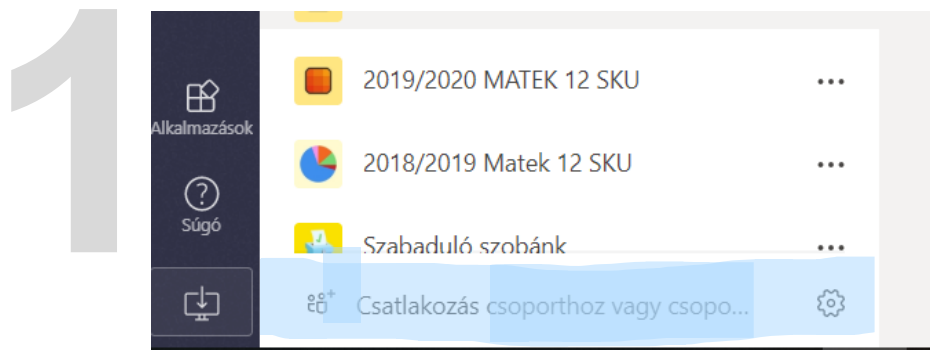 1
2019/2020 MATEK 12 SKU
Alkalmazások
2018/2019 Matek 12 SKU
Súgó
Szabaduló szobánk
Csatlakozás csoporthoz vagy csopo...